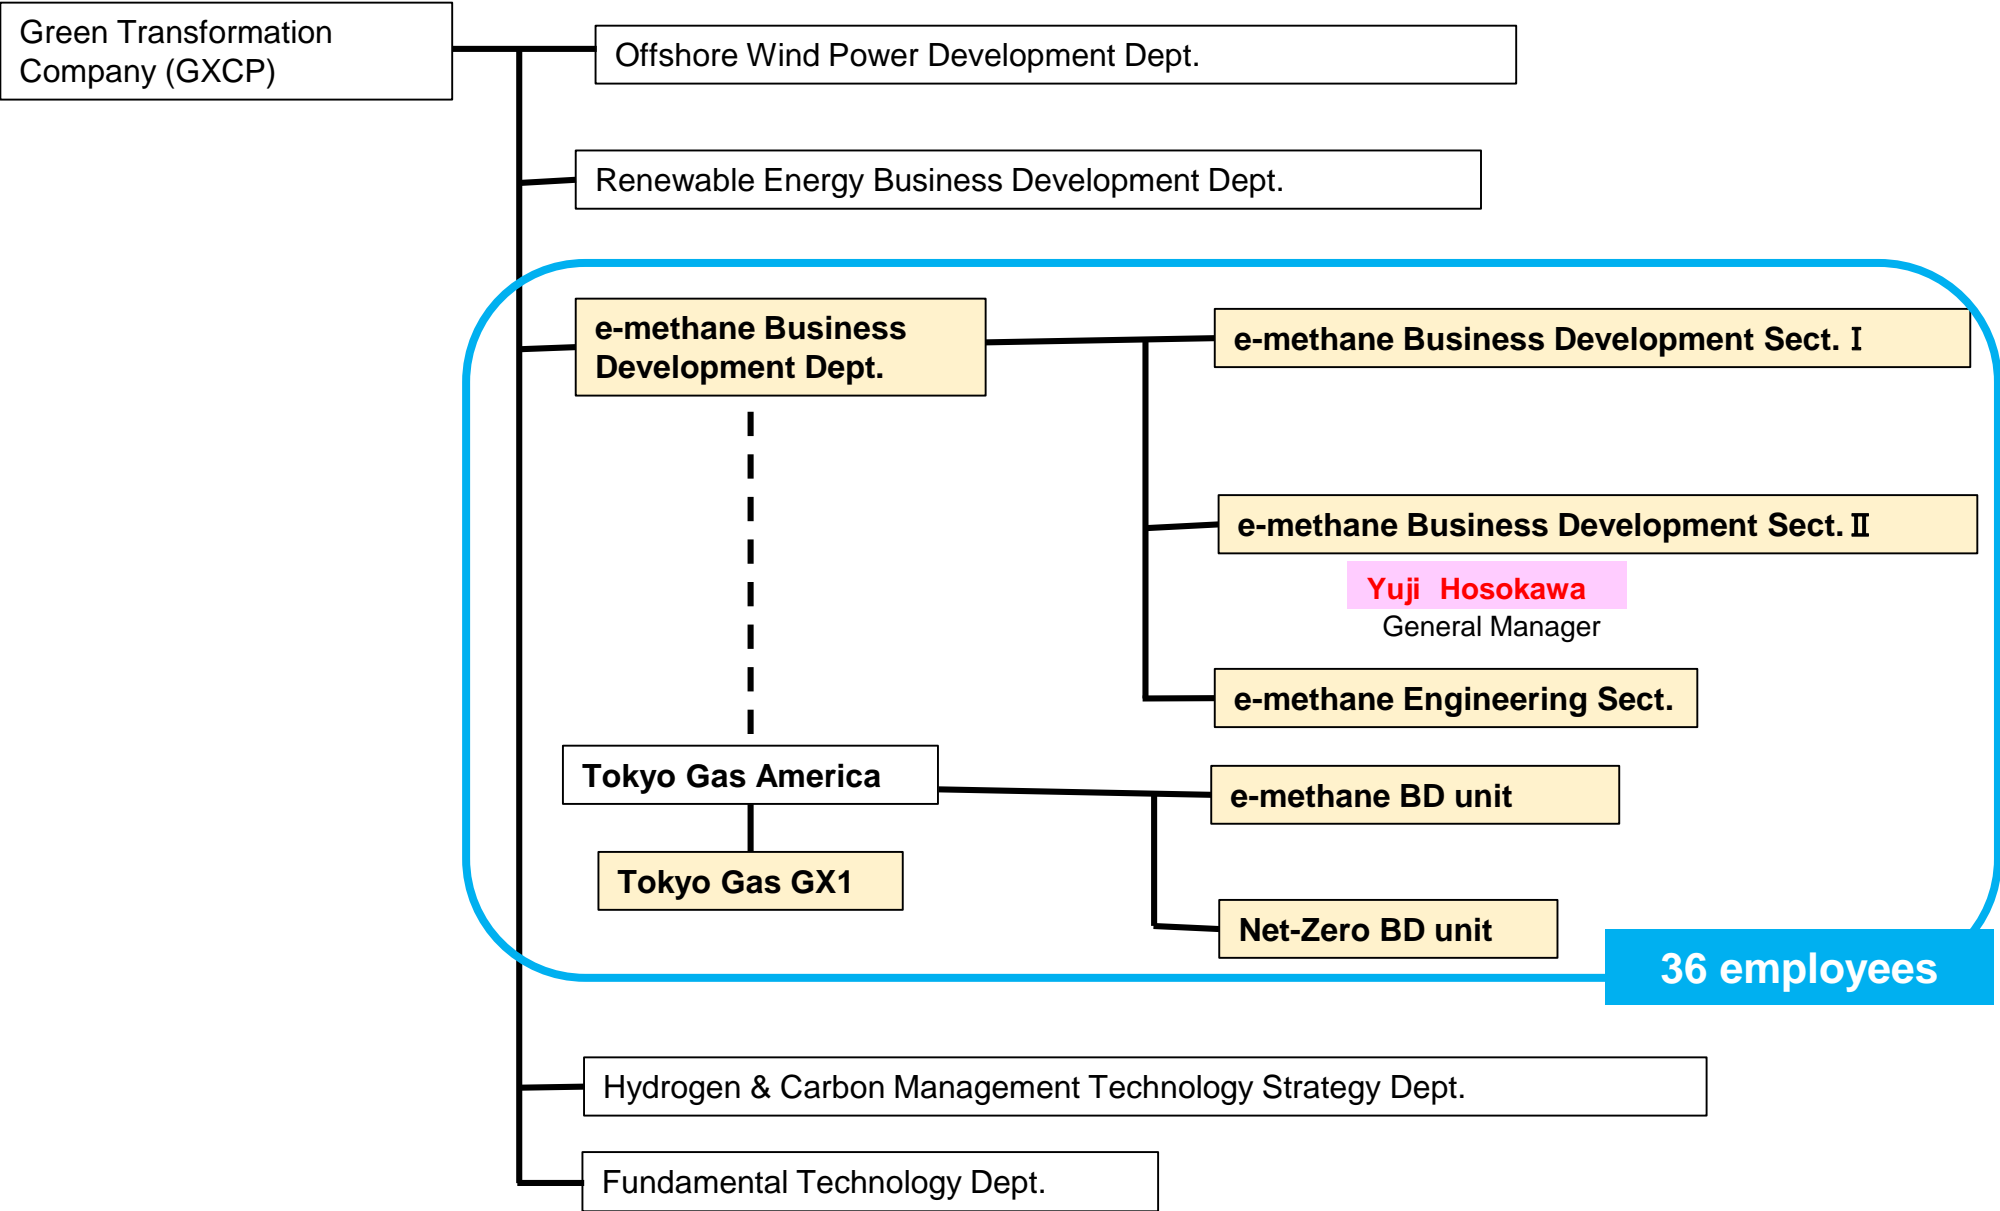 Green Transformation
Company (GXCP)
Offshore Wind Power Development Dept.
Renewable Energy Business Development Dept.
e-methane Business
Development Dept.
e-methane Business Development Sect. Ⅰ
e-methane Business Development Sect. Ⅱ
Yuji Hosokawa
General Manager
e-methane Engineering Sect.
Tokyo Gas America
e-methane BD unit
Tokyo Gas GX1
Net-Zero BD unit
36 employees
Hydrogen & Carbon Management Technology Strategy Dept.
Fundamental Technology Dept.